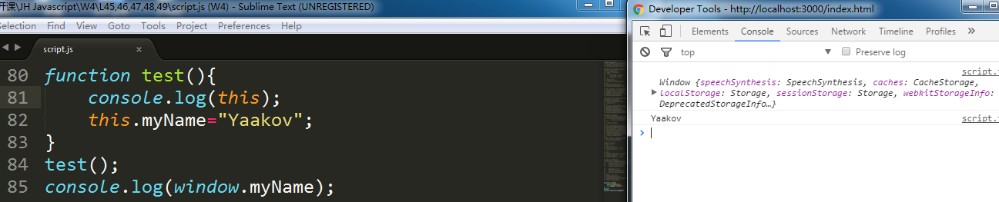 开课\JH Javascript\W4\L45,46,47,48,49\script.js (W4) - Sublime Text (UNREGISTERED)
Selection Find View Goto Tools Project Preferences Help
script.js ×
80 function test(){
81 console.log(this);
82 this.myName="Yaakov";
83 }
84 test();
85 console.log(window.myName);
Developer Tools - http://localhost:3000/index.html
Elements Console Sources Network Timeline Profiles »
top Preserve log
script.
Window {speechSynthesis: SpeechSynthesis, caches: CacheStorage,
localStorage: Storage, sessionStorage: Storage, webkitStorageInfo:
DeprecatedStorageInfo…}
Yaakov script.
>